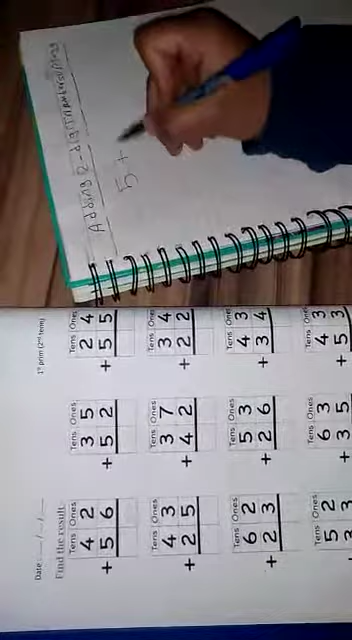 Date: / /
1st prim (2nd term)
Find the result
Tens Ones Tens Ones Tens Ones
4 2 3 5 2 4
+ 5 6 + 5 2 + 5 5
Tens Ones Tens Ones Tens Ones
4 3 3 7 3 4
+ 2 5 + 4 2 + 2 2
Tens Ones Tens Ones Tens Ones
6 2 5 3 4 3
+ 2 3 + 2 6 + 3 4
Tens Ones Tens Ones Tens Ones
5 2 6 3 4 3
+ 3 5 + 5 3
Adding 2-digit numbers
5 +